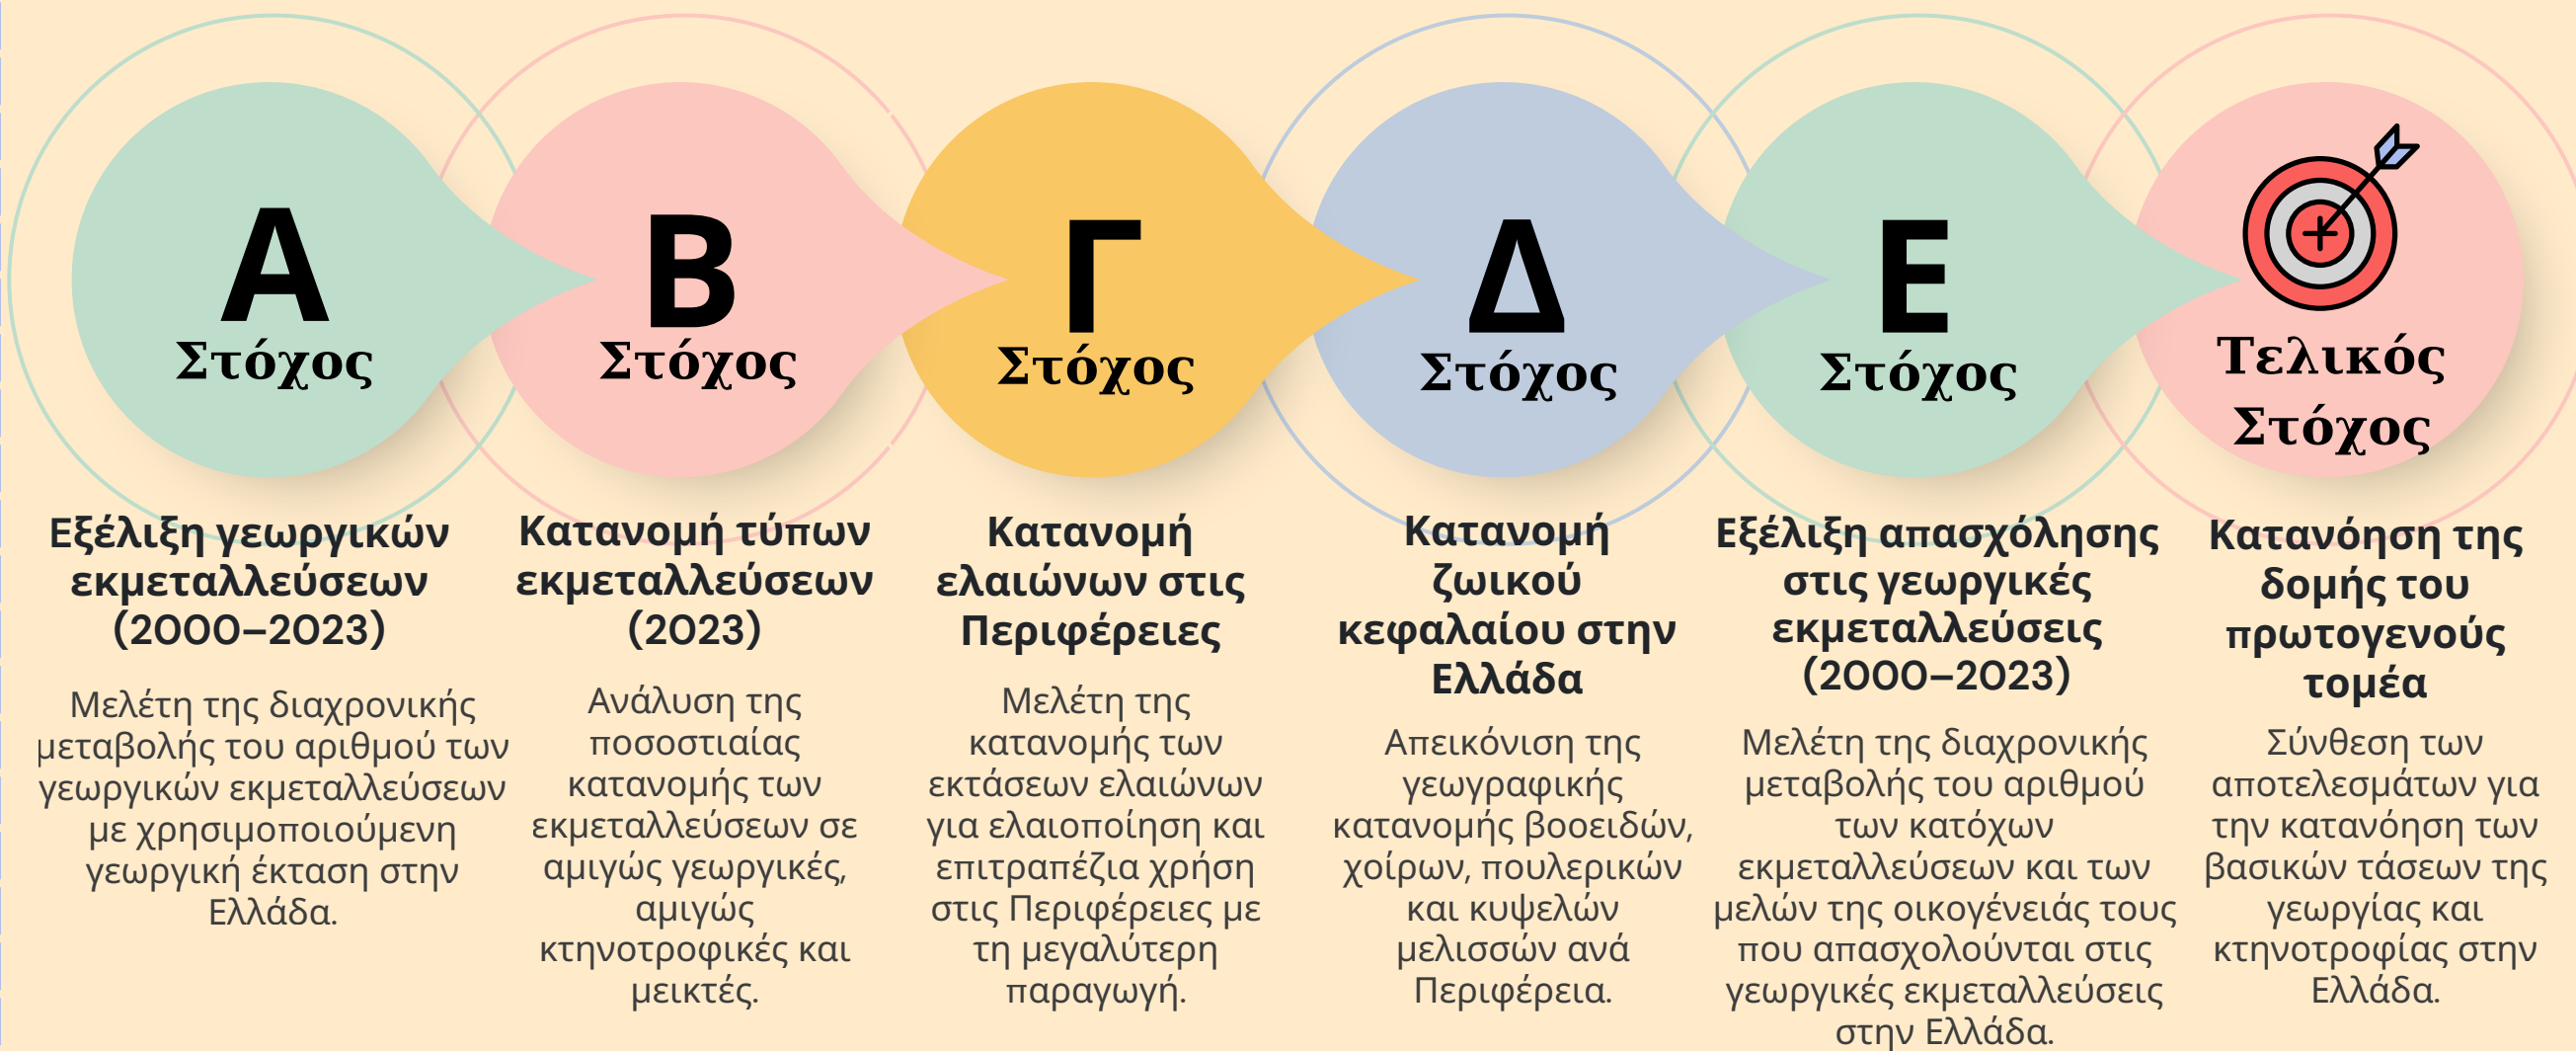 Α
Στόχος
Β
Στόχος
Γ
Στόχος
Δ
Στόχος
Ε
Στόχος
Τελικός
Στόχος
Εξέλιξη γεωργικών
εκμεταλλεύσεων
(2000–2023)
Μελέτη της διαχρονικής
μεταβολής του αριθμού των
γεωργικών εκμεταλλεύσεων
με χρησιμοποιούμενη
γεωργική έκταση στην
Ελλάδα.
Κατανομή τύπων
εκμεταλλεύσεων
(2023)
Ανάλυση της
ποσοστιαίας
κατανομής των
εκμεταλλεύσεων σε
αμιγώς γεωργικές,
αμιγώς
κτηνοτροφικές και
μεικτές.
Κατανομή
ελαιώνων στις
Περιφέρειες
Μελέτη της
κατανομής των
εκτάσεων ελαιώνων
για ελαιοποίηση και
επιτραπέζια χρήση
στις Περιφέρειες με
τη μεγαλύτερη
παραγωγή.
Κατανομή
ζωικού
κεφαλαίου στην
Ελλάδα
Απεικόνιση της
γεωγραφικής
κατανομής βοοειδών,
χοίρων, πουλερικών
και κυψελών
μελισσών ανά
Περιφέρεια.
Εξέλιξη απασχόλησης
στις γεωργικές
εκμεταλλεύσεις
(2000–2023)
Μελέτη της διαχρονικής
μεταβολής του αριθμού
των κατόχων
εκμεταλλεύσεων και των
μελών της οικογένειάς τους
που απασχολούνται στις
γεωργικές εκμεταλλεύσεις
στην Ελλάδα.
Κατανόηση της
δομής του
πρωτογενούς
τομέα
Σύνθεση των
αποτελεσμάτων για
την κατανόηση των
βασικών τάσεων της
γεωργίας και
κτηνοτροφίας στην
Ελλάδα.